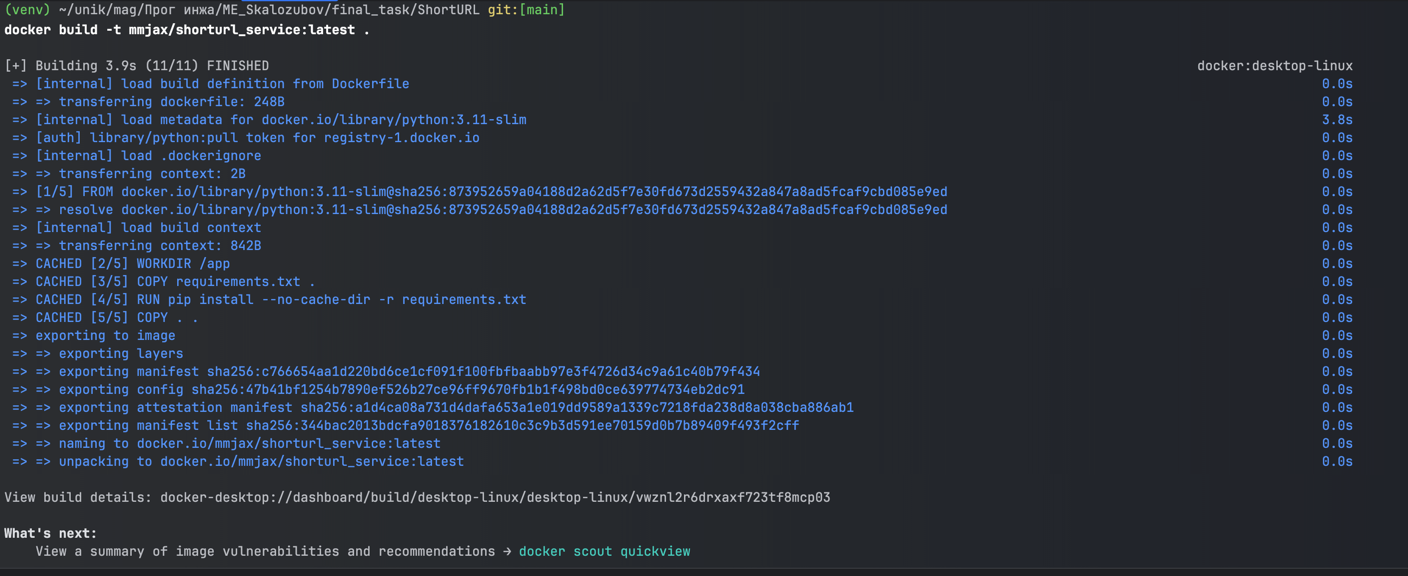 (venv) ~/unik/mag/Прог инжа/ME_Skalozubov/final_task/ShortURL git:[main]
docker build -t mmjax/shorturl_service:latest .
[+] Building 3.9s (11/11) FINISHED docker:desktop-linux
=> [internal] load build definition from Dockerfile 0.0s
=> => transferring dockerfile: 248B 0.0s
=> [internal] load metadata for docker.io/library/python:3.11-slim 3.8s
=> [auth] library/python:pull token for registry-1.docker.io 0.0s
=> [internal] load .dockerignore 0.0s
=> => transferring context: 2B 0.0s
=> [1/5] FROM docker.io/library/python:3.11-slim@sha256:873952659a04188d2a62d5f7e30fd673d2559432a847a8ad5fcaf9cbd085e9ed 0.0s
=> => resolve docker.io/library/python:3.11-slim@sha256:873952659a04188d2a62d5f7e30fd673d2559432a847a8ad5fcaf9cbd085e9ed 0.0s
=> [internal] load build context 0.0s
=> => transferring context: 842B 0.0s
=> CACHED [2/5] WORKDIR /app 0.0s
=> CACHED [3/5] COPY requirements.txt . 0.0s
=> CACHED [4/5] RUN pip install --no-cache-dir -r requirements.txt 0.0s
=> CACHED [5/5] COPY . . 0.0s
=> exporting to image 0.0s
=> => exporting layers 0.0s
=> => exporting manifest sha256:c766654aa1d220bd6ce1cf091f100fbfbaabb97e3f4726d34c9a61c40b79f434 0.0s
=> => exporting config sha256:47b41bf1254b7890ef526b27ce96ff9670fb1b1f498bd0ce639774734eb2dc91 0.0s
=> => exporting attestation manifest sha256:a1d4ca08a731d4dafa653a1e019dd9589a1339c7218fda238d8a038cba886ab1 0.0s
=> => exporting manifest list sha256:344bac2013bdcfa9018376182610c3c9b3d591ee70159d0b7b89409f493f2cff 0.0s
=> => naming to docker.io/mmjax/shorturl_service:latest 0.0s
=> => unpacking to docker.io/mmjax/shorturl_service:latest 0.0s
View build details: docker-desktop://dashboard/build/desktop-linux/desktop-linux/vwznl2r6drxaxf723tf8mcp03
What's next:
View a summary of image vulnerabilities and recommendations → docker scout quickview